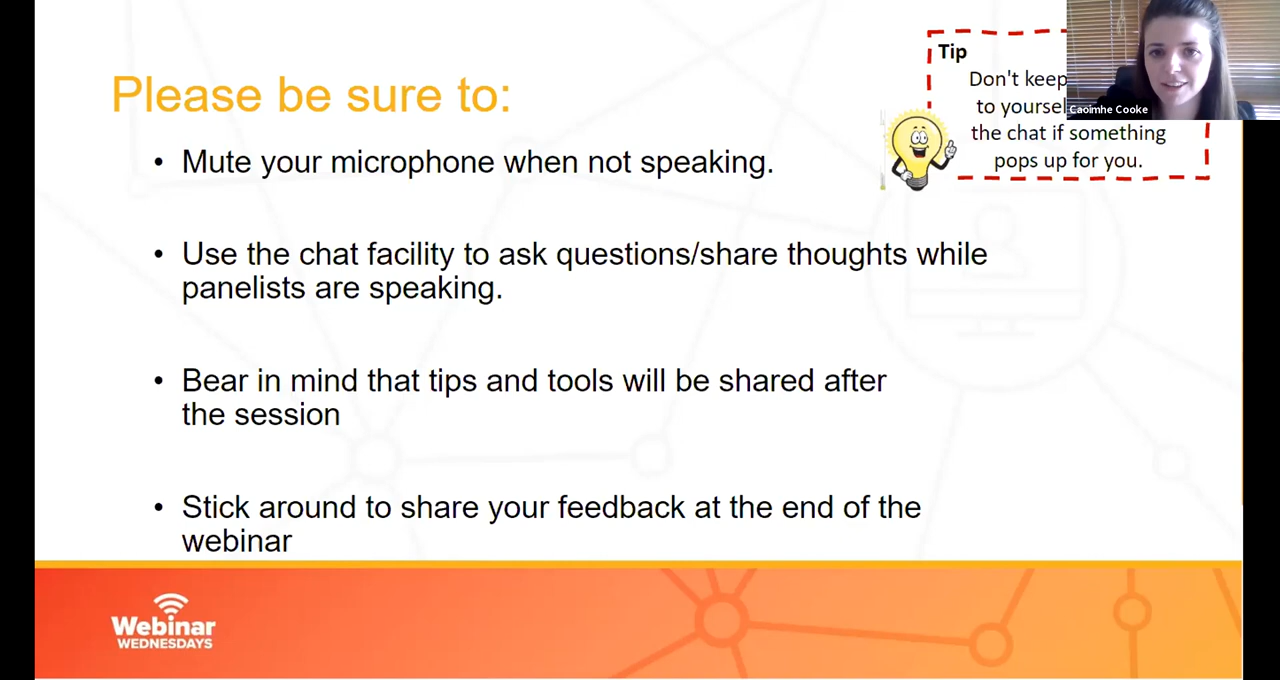 Please be sure to:
• Mute your microphone when not speaking.
• Use the chat facility to ask questions/share thoughts while
panelists are speaking.
• Bear in mind that tips and tools will be shared after
the session
• Stick around to share your feedback at the end of the
webinar
Tip
Don't keep
to
the chat if something
pops up for you.
Caoimhe Cooke
Webinar
WEDNESDAYS